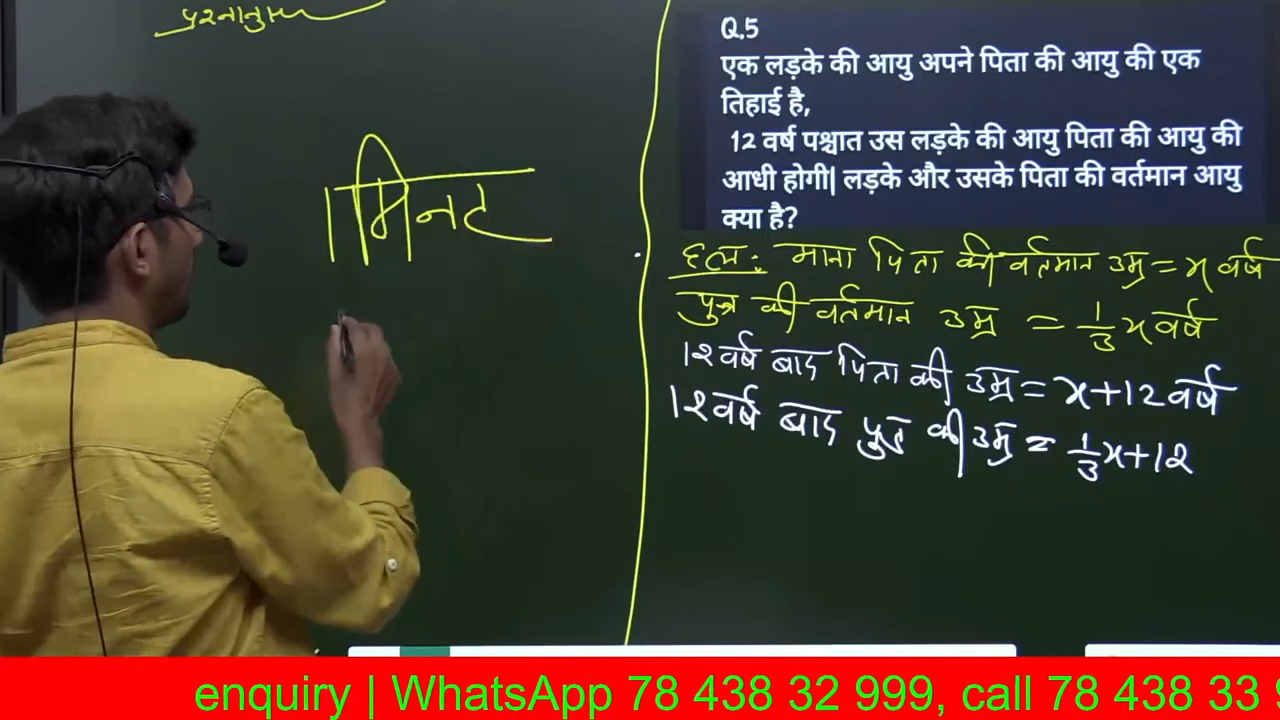 प्रश्नानुसार
1 मिनट
Q.5
एक लड़के की आयु अपने पिता की आयु की एक
तिहाई है,
12 वर्ष पश्चात उस लड़के की आयु पिता की आयु की
आधी होगी| लड़के और उसके पिता की वर्तमान आयु
क्या है?
हल: माना पिता की वर्तमान उम्र = x वर्ष
पुत्र की वर्तमान उम्र = 1/3 x वर्ष
12 वर्ष बाद पिता की उम्र = x+12 वर्ष
12 वर्ष बाद पुत्र की उम्र = 1/3 x+12
enquiry | WhatsApp 78 438 32 999, call 78 438 33 9